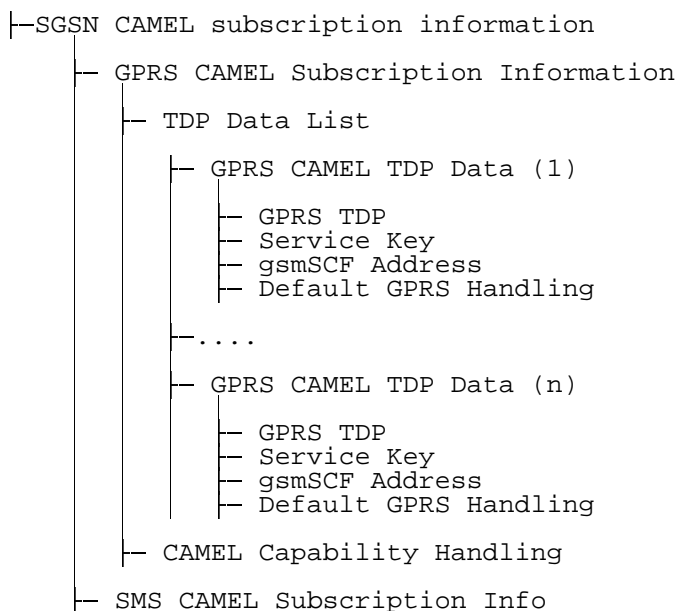 SGSN CAMEL subscription information
GPRS CAMEL Subscription Information
TDP Data List
GPRS CAMEL TDP Data (1)
GPRS TDP
Service Key
gsmSCF Address
Default GPRS Handling
....
GPRS CAMEL TDP Data (n)
GPRS TDP
Service Key
gsmSCF Address
Default GPRS Handling
CAMEL Capability Handling
SMS CAMEL Subscription Info